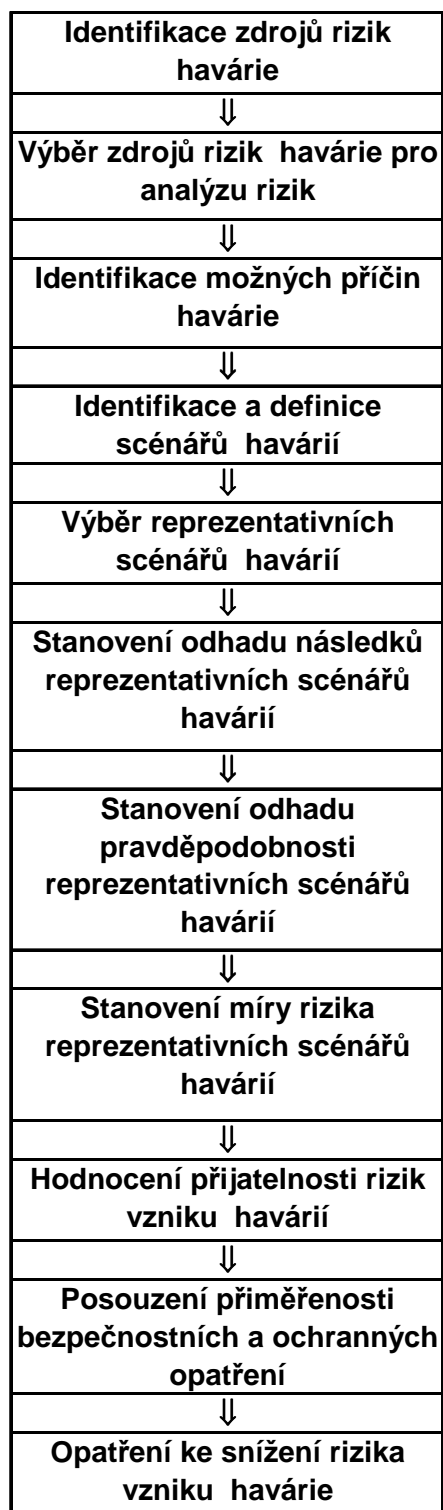 Identifikace zdrojů rizik
havárie
⇓
Výběr zdrojů rizik havárie pro
analýzu rizik
⇓
Identifikace možných příčin
havárie
⇓
Identifikace a definice
scénářů havárií
⇓
Výběr reprezentativních
scénářů havárií
⇓
Stanovení odhadu následků
reprezentativních scénářů
havárií
⇓
Stanovení odhadu
pravděpodobnosti
reprezentativních scénářů
havárií
⇓
Stanovení míry rizika
reprezentativních scénářů
havárií
⇓
Hodnocení přijatelnosti rizik
vzniku havárií
⇓
Posouzení přiměřenosti
bezpečnostních a ochranných
opatření
⇓
Opatření ke snížení rizika
vzniku havárie